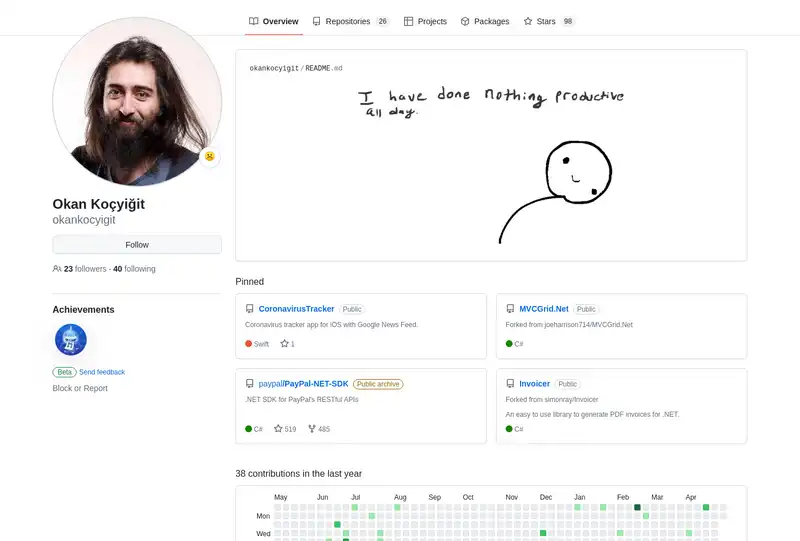 Overview
Repositories 26
Projects
Packages
Stars 98
okankocyigit / README.md
I have done nothing productive
all day.
Okan Koçyiğit
okankocyigit
Follow
23 followers · 40 following
Achievements
Beta Send feedback
Block or Report
Pinned
CoronavirusTracker Public
Coronavirus tracker app for iOS with Google News Feed.
Swift 1
MVCGrid.Net Public
Forked from joeharrison714/MVCGrid.Net
C#
paypal/PayPal-NET-SDK Public archive
.NET SDK for PayPal's RESTful APIs
C# 519 485
Invoicer Public
Forked from simonray/Invoicer
An easy to use library to generate PDF invoices for .NET.
C#
38 contributions in the last year
May Jun Jul Aug Sep Oct Nov Dec Jan Feb Mar Apr
Mon
Wed